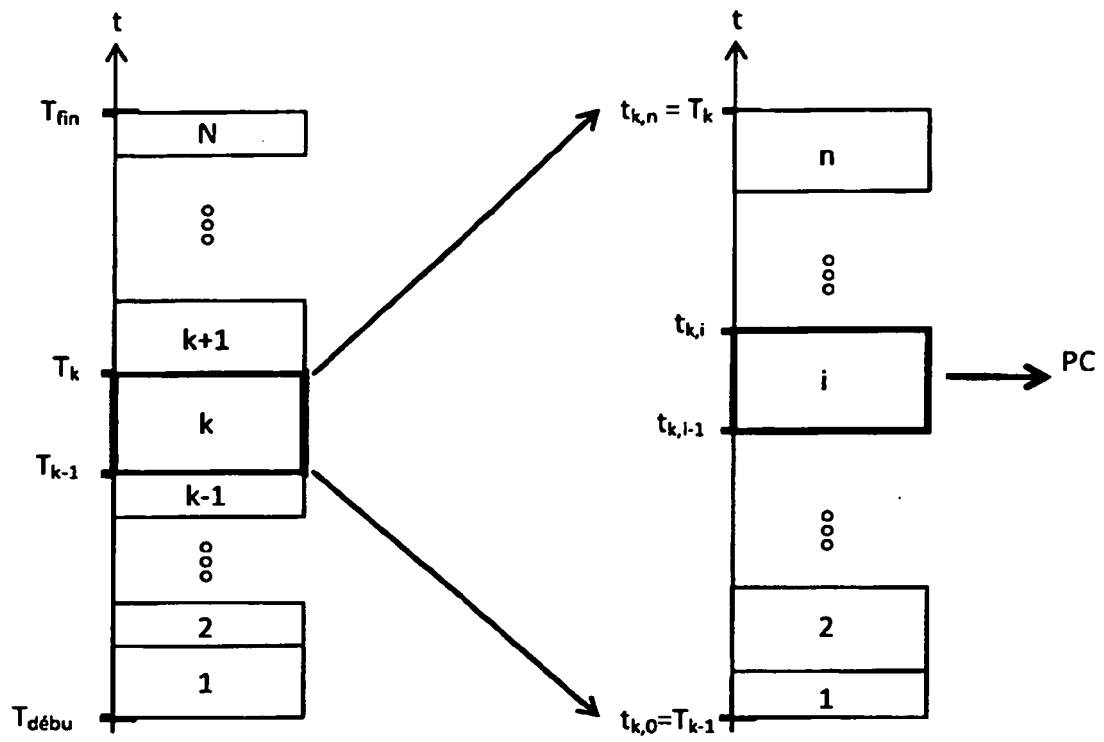 t
T_fin
N
k+1
T_k
k
T_k-1
k-1
2
1
T_débu
t
t_k,n = T_k
n
t_k,i
i
PC
t_k,i-1
2
1
t_k,0=T_k-1